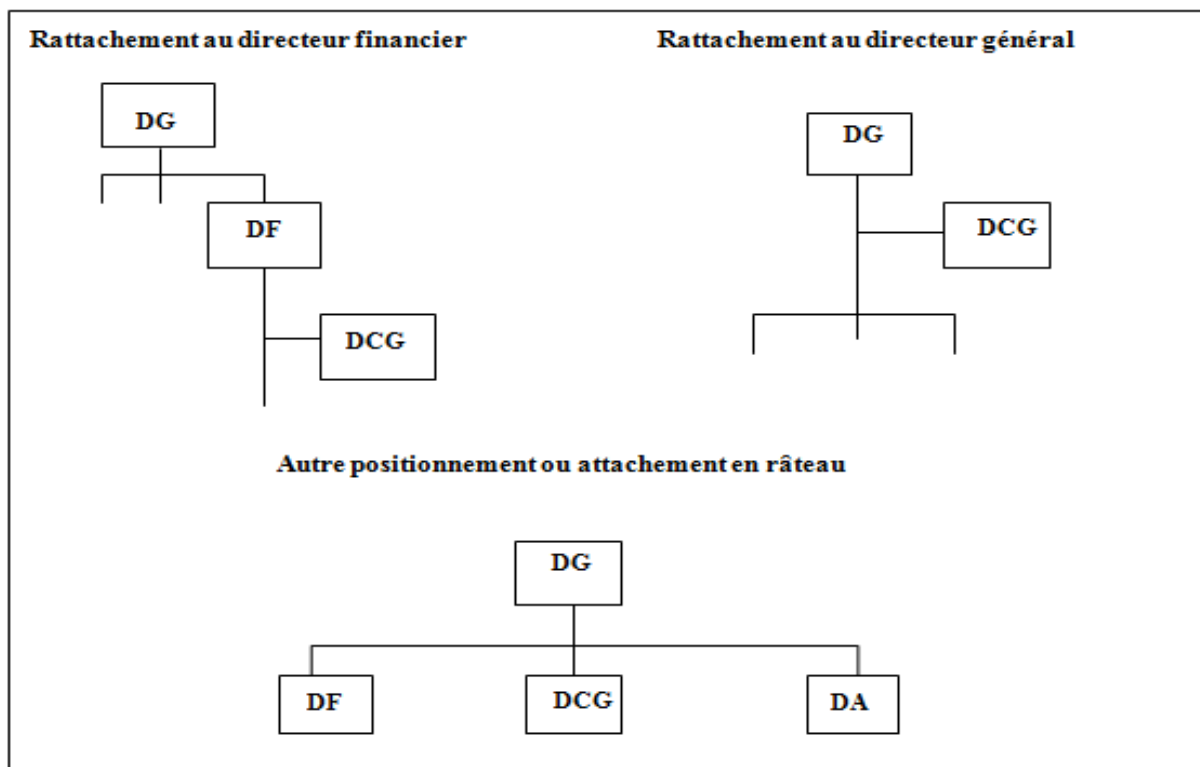 Rattachement au directeur financier
Rattachement au directeur général
DG
DG
DF
DCG
DCG
Autre positionnement ou attachement en râteau
DG
DF
DCG
DA